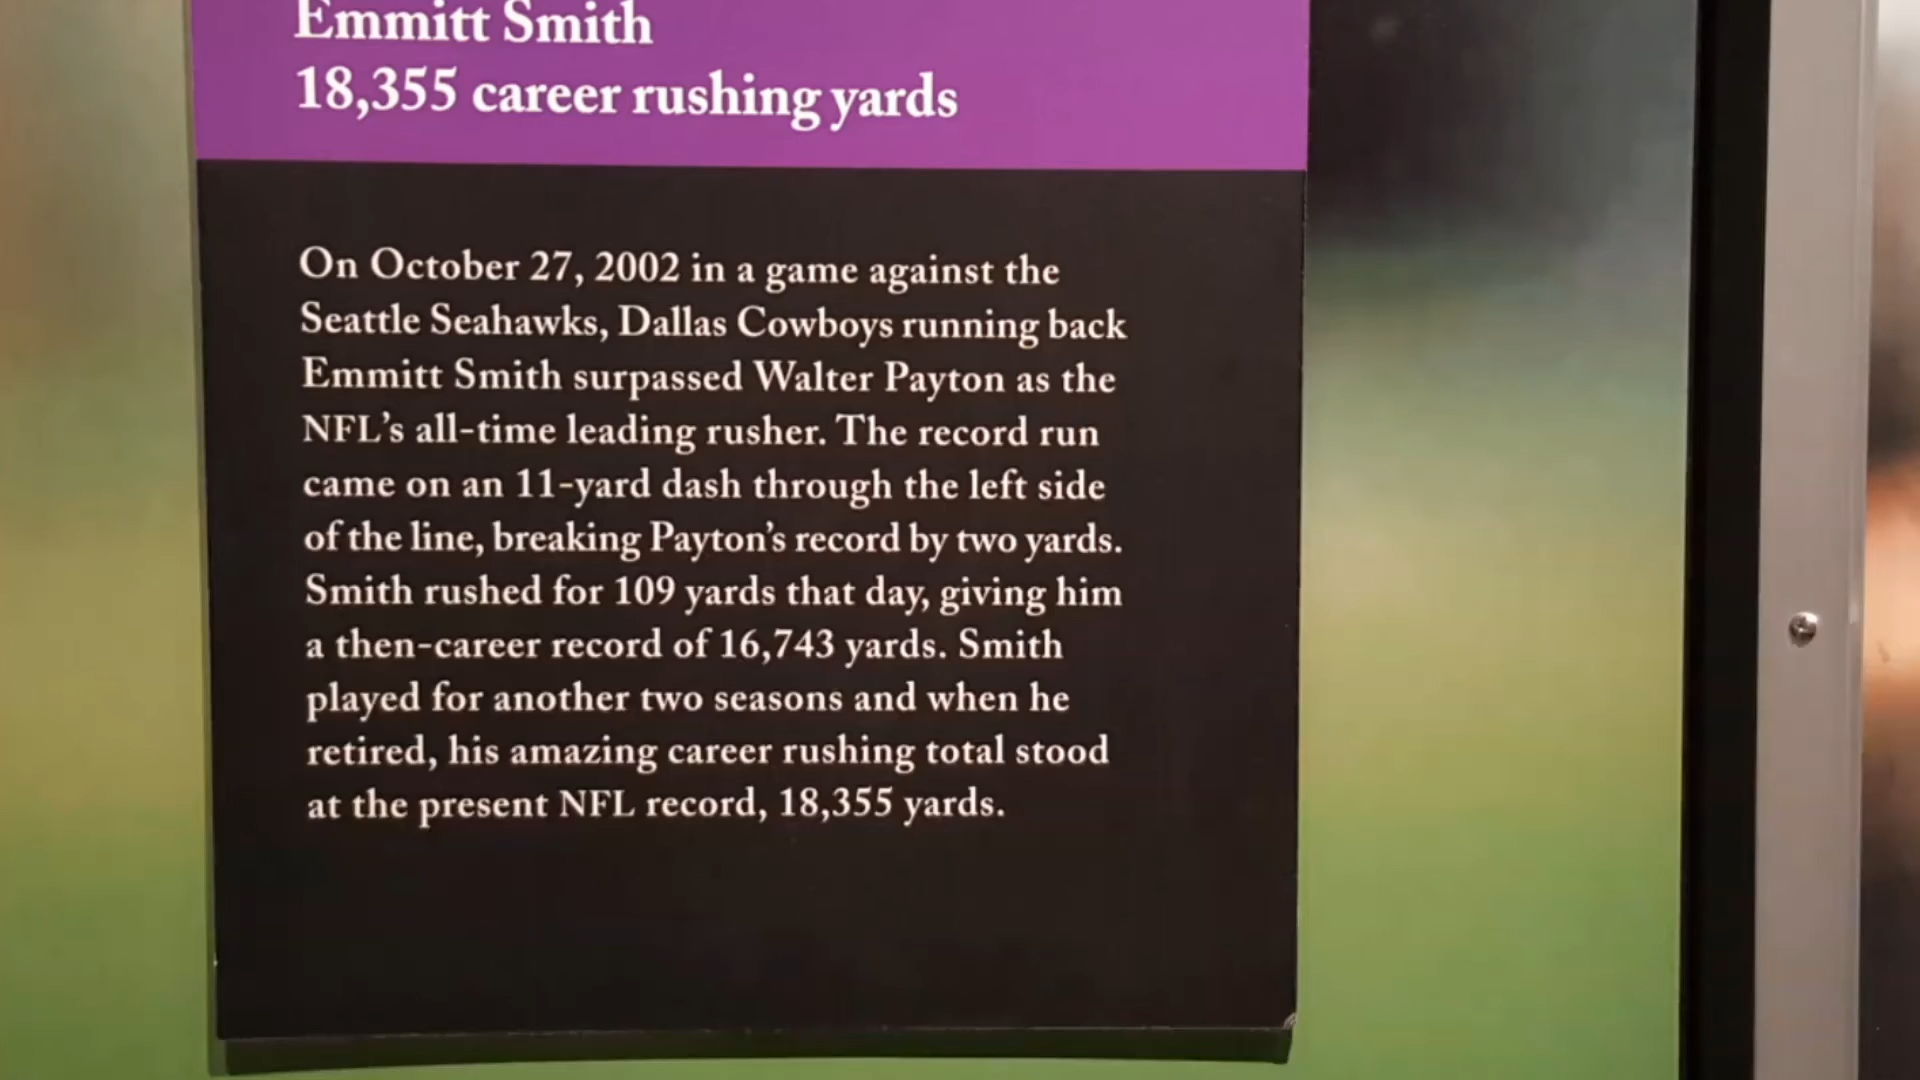 Emmitt Smith
18,355 career rushing yards
On October 27, 2002 in a game against the
Seattle Seahawks, Dallas Cowboys running back
Emmitt Smith surpassed Walter Payton as the
NFL's all-time leading rusher. The record run
came on an 11-yard dash through the left side
of the line, breaking Payton's record by two yards.
Smith rushed for 109 yards that day, giving him
a then-career record of 16,743 yards. Smith
played for another two seasons and when he
retired, his amazing career rushing total stood
at the present NFL record, 18,355 yards.